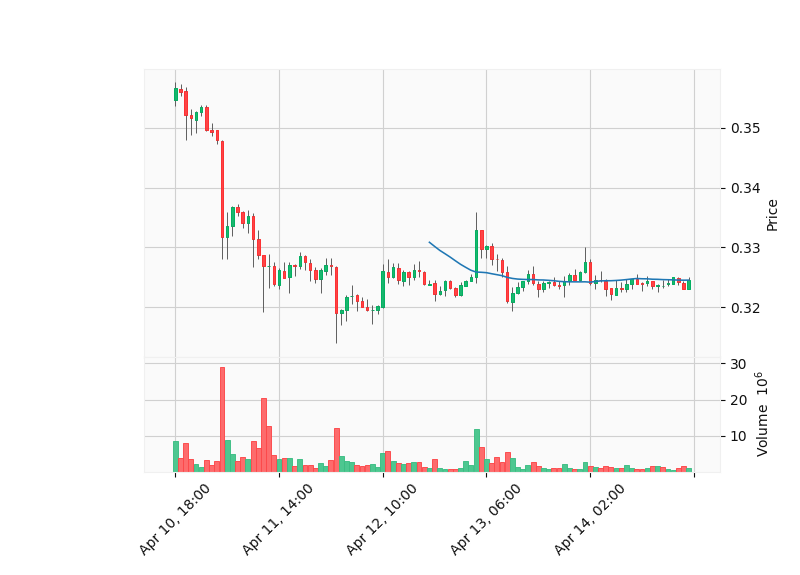 0.35
0.34
0.33
0.32
Price
30
20
10
Volume 10^6
Apr 10, 18:00
Apr 11, 14:00
Apr 12, 10:00
Apr 13, 06:00
Apr 14, 02:00